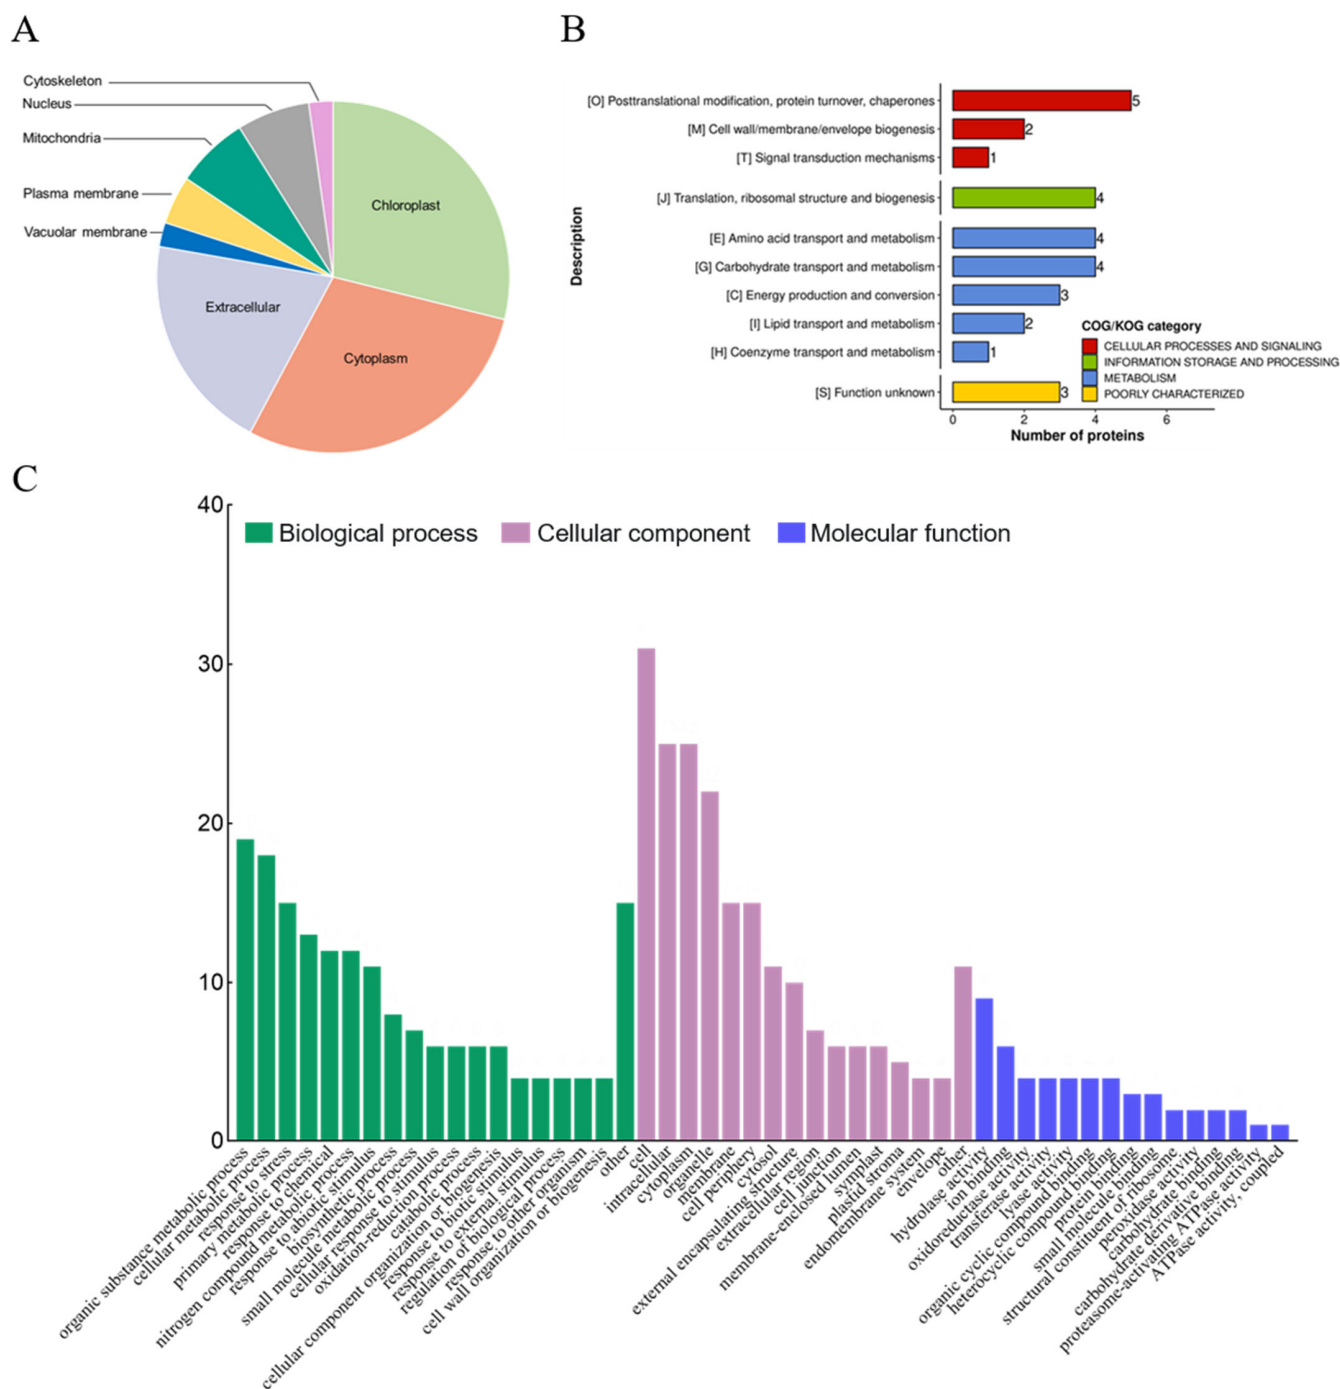 A
Cytoskeleton
Nucleus
Mitochondria
Plasma membrane
Vacuolar membrane
Chloroplast
Extracellular
Cytoplasm
B
Description
[O] Posttranslational modification, protein turnover, chaperones
5
[M] Cell wall/membrane/envelope biogenesis
2
[T] Signal transduction mechanisms
1
[J] Translation, ribosomal structure and biogenesis
4
[E] Amino acid transport and metabolism
4
[G] Carbohydrate transport and metabolism
4
[C] Energy production and conversion
3
[I] Lipid transport and metabolism
2
[H] Coenzyme transport and metabolism
1
[S] Function unknown
3
COG/KOG category
CELLULAR PROCESSES AND SIGNALING
INFORMATION STORAGE AND PROCESSING
METABOLISM
POORLY CHARACTERIZED
0 2 4 6
Number of proteins
C
Biological process Cellular component Molecular function
40
30
20
10
0
organic substance metabolic process
cellular metabolic process
response to stress
primary metabolic process
response to chemical
nitrogen compound metabolic process
response to abiotic stimulus
biosynthetic process
small molecule metabolic process
cellular response to stimulus
oxidation-reduction process
catabolic process
cellular component organization or biogenesis
response to biotic stimulus
response to external stimulus
regulation of biological process
response to other organism
cell wall organization or biogenesis
other
cell
intracellular
cytoplasm
organelle
membrane
cell periphery
cytosol
external encapsulating structure
extracellular region
cell junction
membrane-enclosed lumen
symplast
plastid stroma
endomembrane system
envelope
other
hydrolase activity
ion binding
oxidoreductase activity
transferase activity
lyase activity
organic cyclic compound binding
heterocyclic compound binding
protein binding
small molecule binding
structural constituent of ribosome
peroxidase activity
carbohydrate binding
carbohydrate derivative binding
proteasome-activating ATPase activity
ATPase activity, coupled